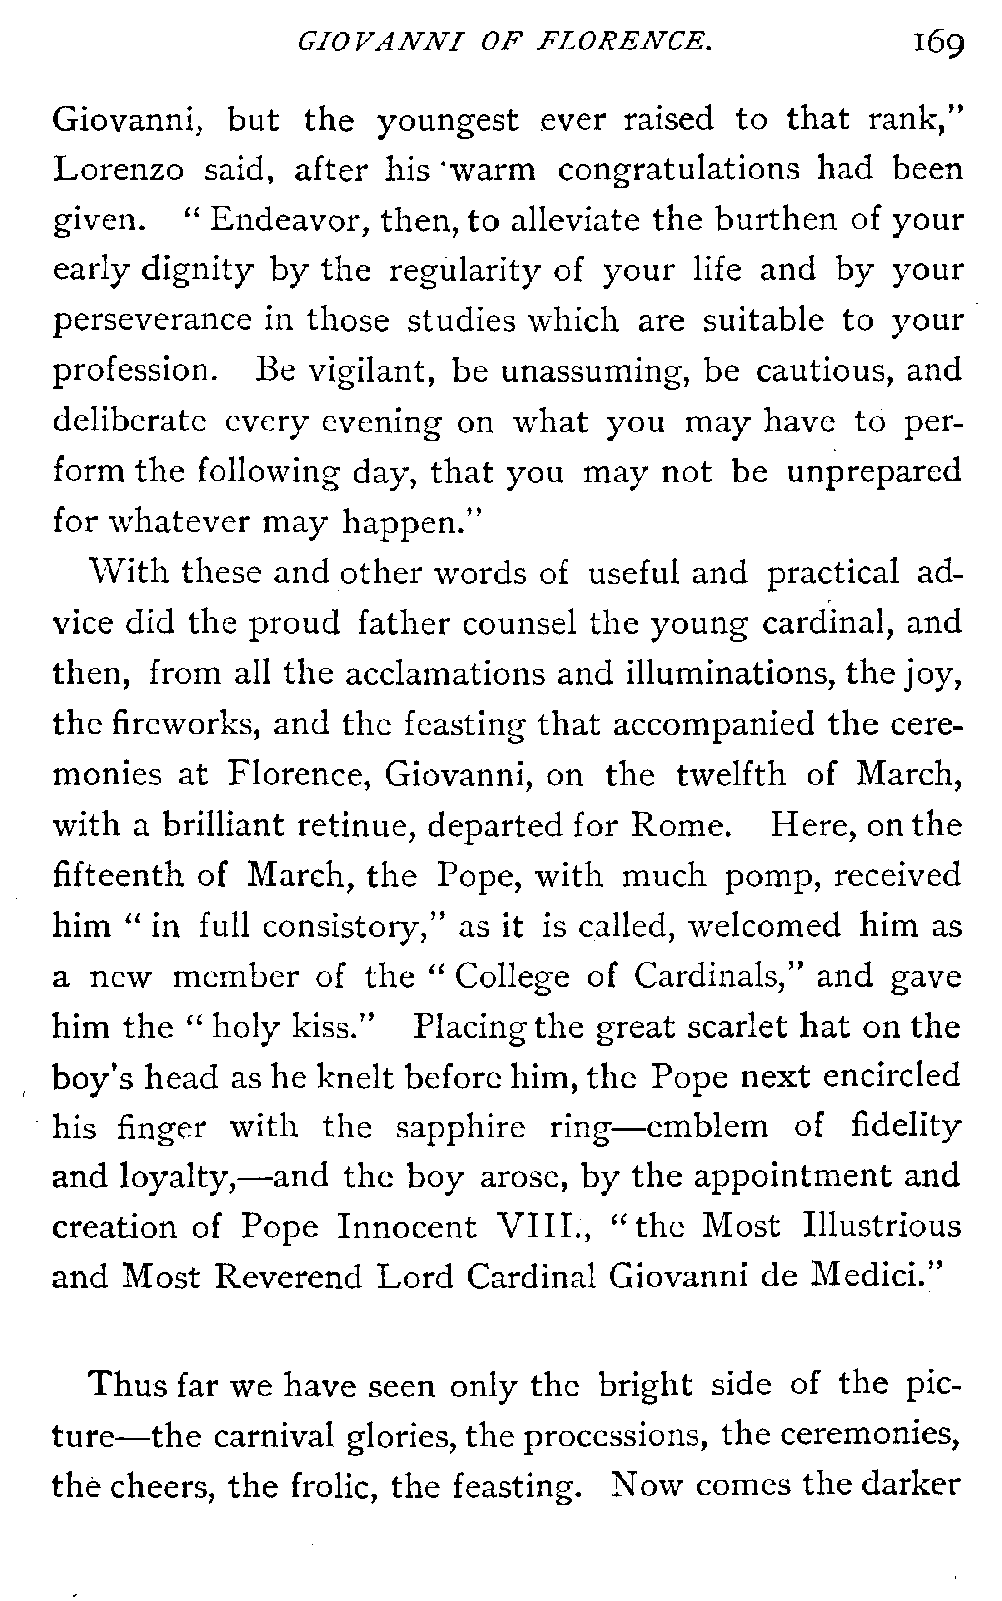 GIOVANNI OF FLORENCE. 169
Giovanni, but the youngest ever raised to that rank,"
Lorenzo said, after his warm congratulations had been
given. "Endeavor, then, to alleviate the burthen of your
early dignity by the regularity of your life and by your
perseverance in those studies which are suitable to your
profession. Be vigilant, be unassuming, be cautious, and
deliberate every evening on what you may have to per-
form the following day, that you may not be unprepared
for whatever may happen."
With these and other words of useful and practical ad-
vice did the proud father counsel the young cardinal, and
then, from all the acclamations and illuminations, the joy,
the fireworks, and the feasting that accompanied the cere-
monies at Florence, Giovanni, on the twelfth of March,
with a brilliant retinue, departed for Rome. Here, on the
fifteenth of March, the Pope, with much pomp, received
him "in full consistory," as it is called, welcomed him as
a new member of the "College of Cardinals," and gave
him the "holy kiss." Placing the great scarlet hat on the
boy's head as he knelt before him, the Pope next encircled
his finger with the sapphire ring—emblem of fidelity
and loyalty,—and the boy arose, by the appointment and
creation of Pope Innocent VIII., "the Most Illustrious
and Most Reverend Lord Cardinal Giovanni de Medici."
Thus far we have seen only the bright side of the pic-
ture—the carnival glories, the processions, the ceremonies,
the cheers, the frolic, the feasting. Now comes the darker